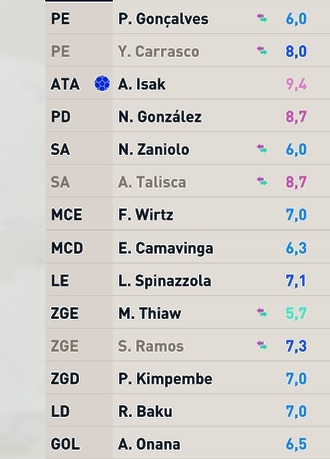 PE P. Gonçalves 6,0
PE Y. Carrasco 8,0
ATA A. Isak 9,4
PD N. González 8,7
SA N. Zaniolo 6,0
SA A. Talisca 8,7
MCE F. Wirtz 7,0
MCD E. Camavinga 6,3
LE L. Spinazzola 7,1
ZGE M. Thiaw 5,7
ZGE S. Ramos 7,3
ZGD P. Kimpembe 7,0
LD R. Baku 7,0
GOL A. Onana 6,5